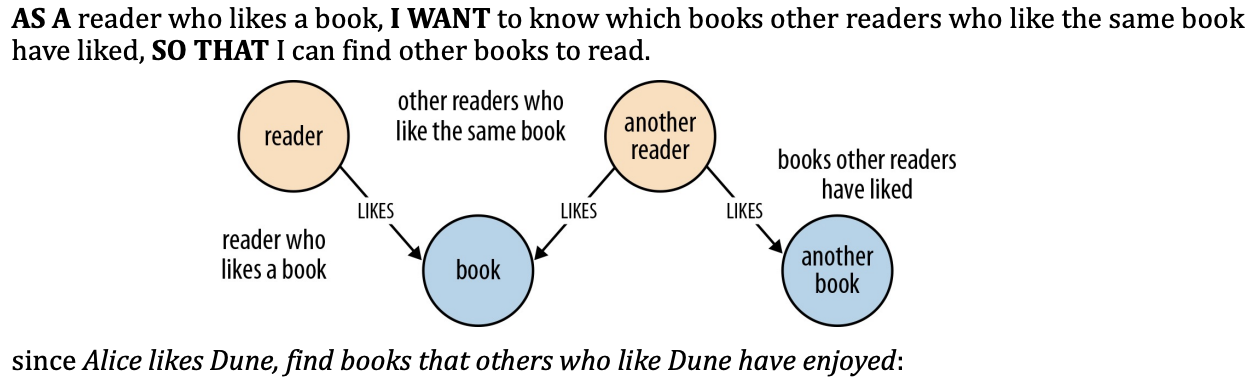 AS A reader who likes a book, I WANT to know which books other readers who like the same book
have liked, SO THAT I can find other books to read.
reader
other readers who
like the same book
another
reader
books other readers
have liked
LIKES
LIKES
LIKES
reader who
likes a book
book
another
book
since Alice likes Dune, find books that others who like Dune have enjoyed: